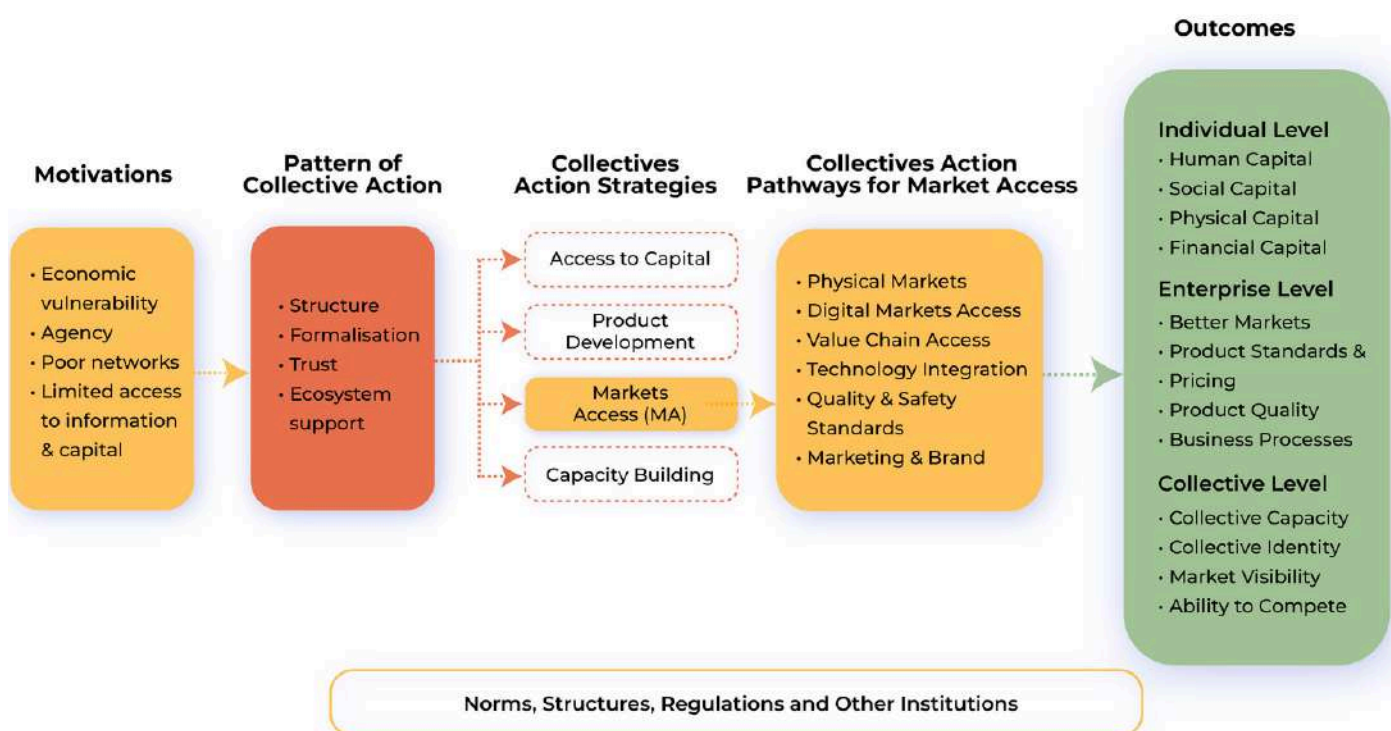 Motivations
• Economic
vulnerability
• Agency
• Poor networks
• Limited access
to information
& capital
Pattern of
Collective Action
• Structure
• Formalisation
• Trust
• Ecosystem
support
Collectives
Action Strategies
Access to Capital
Product
Development
Markets
Access (MA)
Capacity Building
Collectives Action
Pathways for Market Access
• Physical Markets
• Digital Markets Access
• Value Chain Access
• Technology Integration
• Quality & Safety
Standards
• Marketing & Brand
Outcomes
Individual Level
• Human Capital
• Social Capital
• Physical Capital
• Financial Capital
Enterprise Level
• Better Markets
• Product Standards &
• Pricing
• Product Quality
• Business Processes
Collective Level
• Collective Capacity
• Collective Identity
• Market Visibility
• Ability to Compete
Norms, Structures, Regulations and Other Institutions